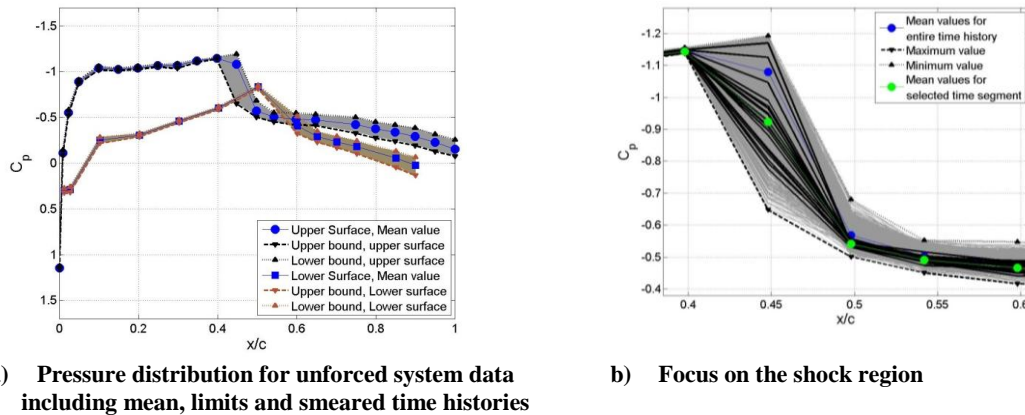 -1.5
-1
-0.5
0
0.5
1
1.5
C_p
0
0.2
0.4
0.6
0.8
1
x/c
Upper Surface, Mean value
Upper bound, upper surface
Lower bound, upper surface
Lower Surface, Mean value
Upper bound, Lower surface
Lower bound, Lower surface
-1.2
-1.1
-1
-0.9
-0.8
-0.7
-0.6
-0.5
-0.4
C_p
0.4
0.45
0.5
0.55
x/c
Mean values for
entire time history
Maximum value
Minimum value
Mean values for
selected time segment
) Pressure distribution for unforced system data
including mean, limits and smeared time histories
b) Focus on the shock region